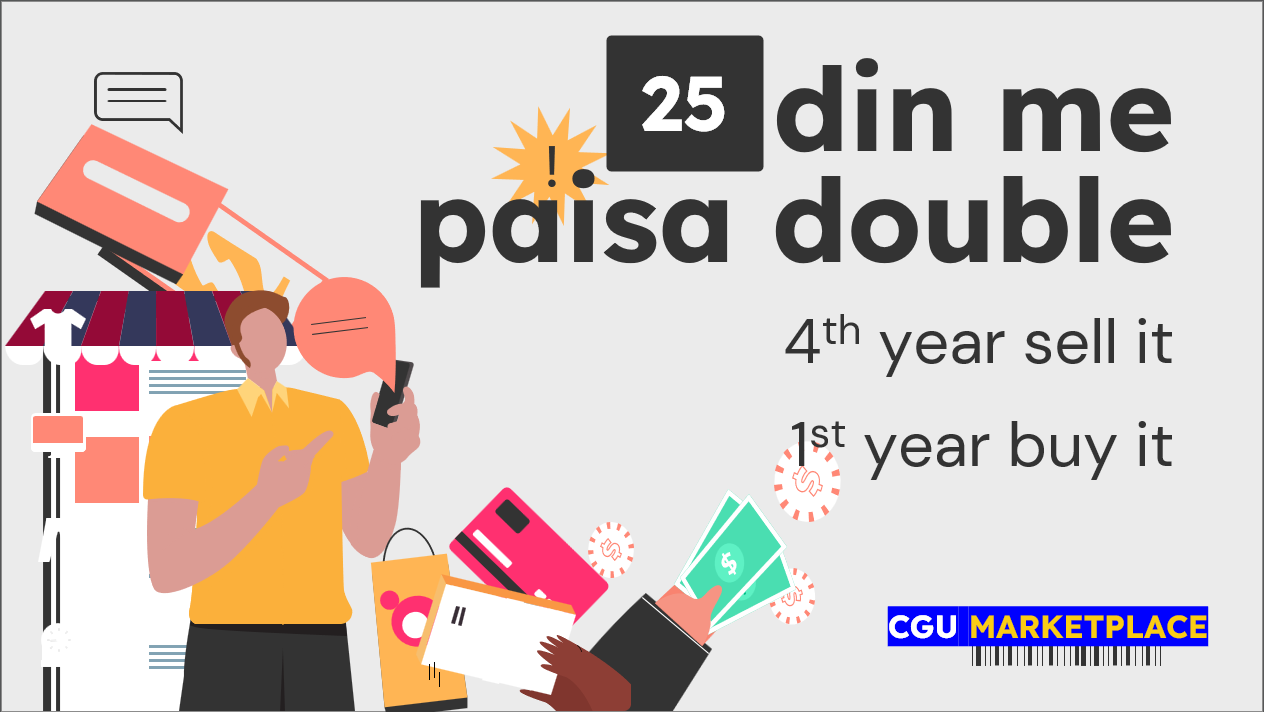 25 din me
!
paisa double
4th year sell it
1st year buy it
CGU MARKETPLACE